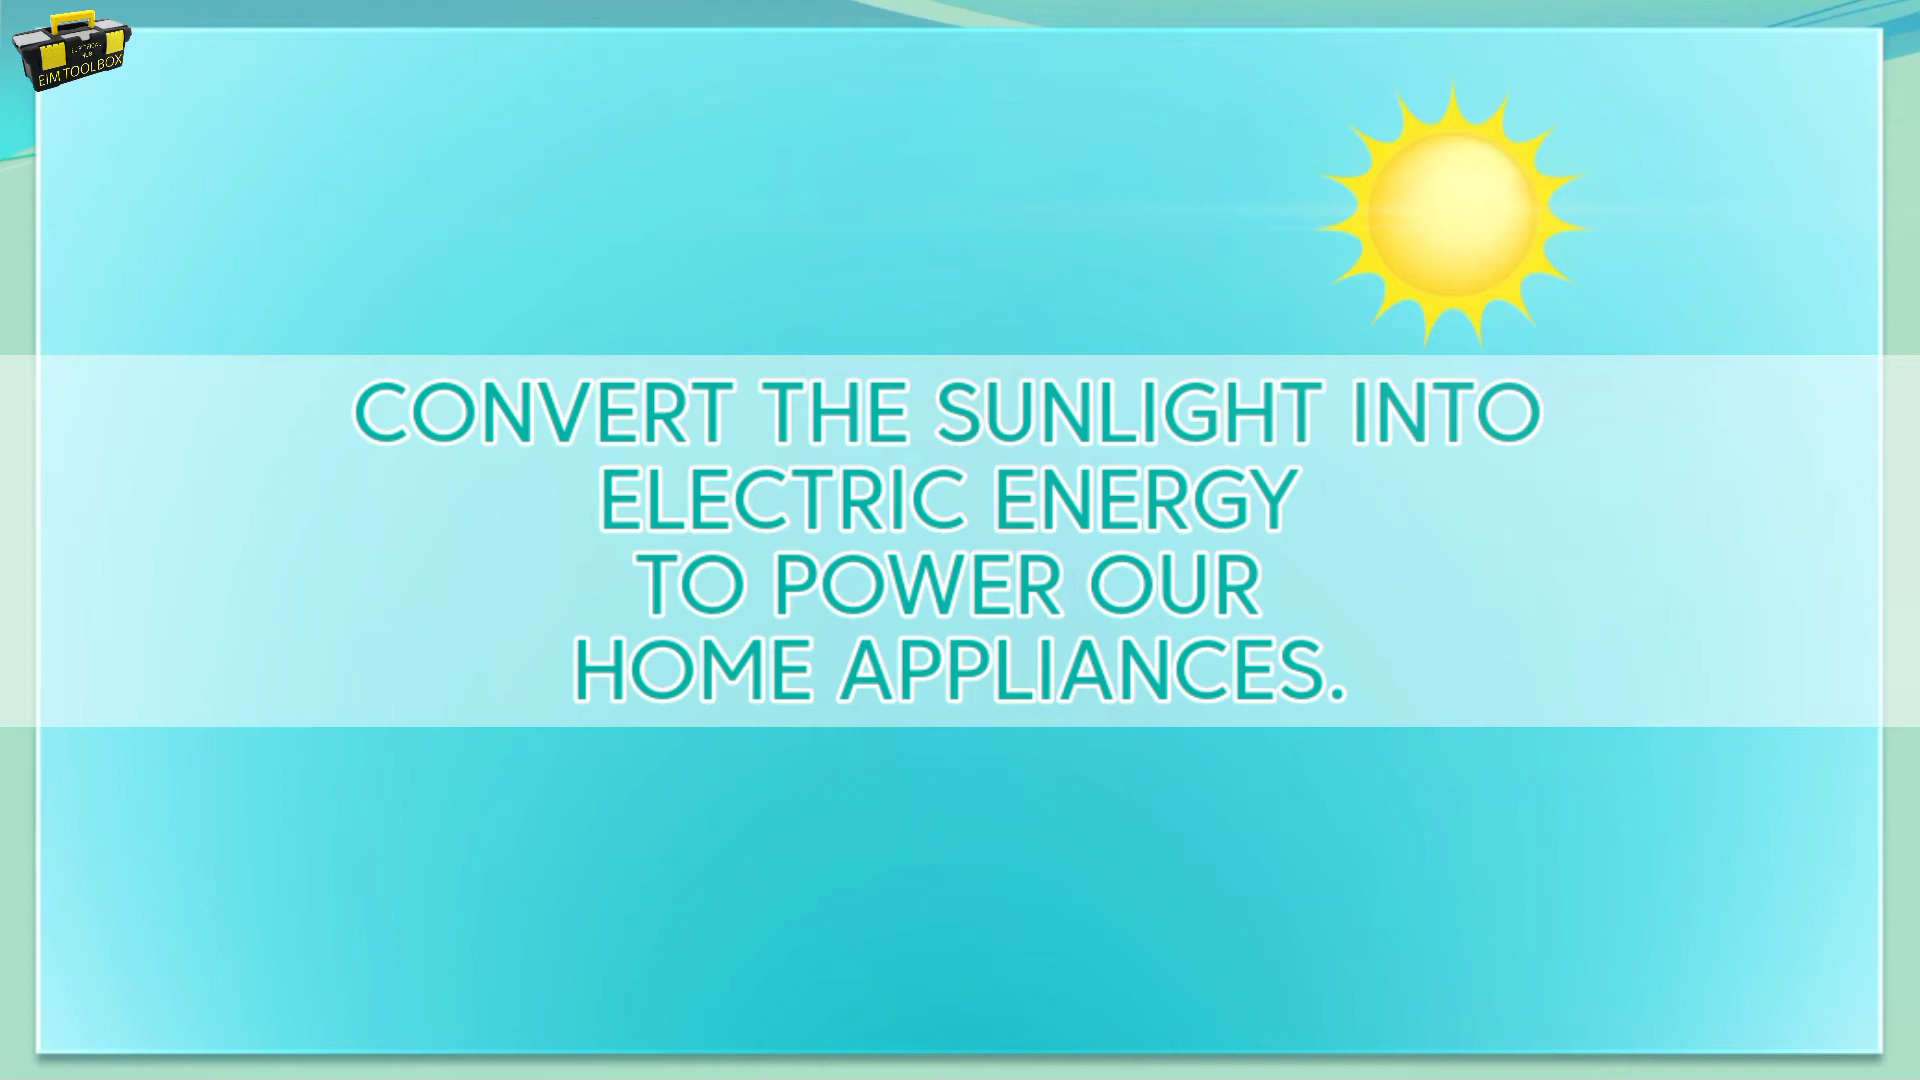 EIM TOOLBOX
CONVERT THE SUNLIGHT INTO
ELECTRIC ENERGY
TO POWER OUR
HOME APPLIANCES.